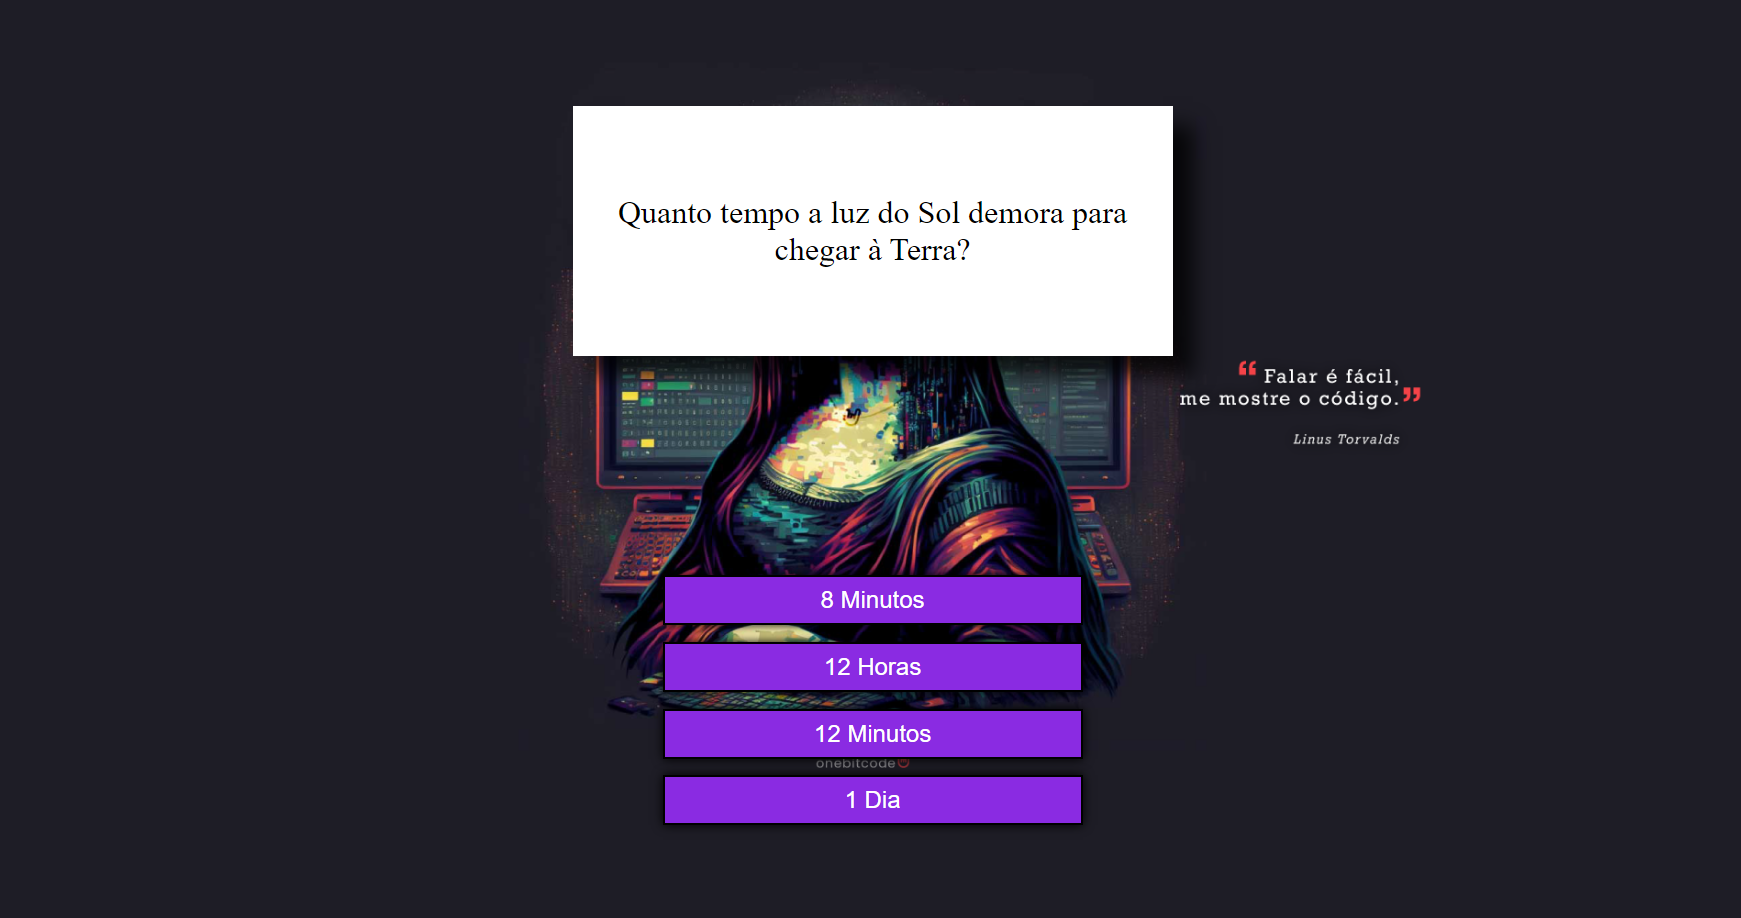 Quanto tempo a luz do Sol demora para
chegar à Terra?
“ Falar é fácil,
me mostre o código.”
Linus Torvalds
8 Minutos
12 Horas
12 Minutos
onebitcode
1 Dia